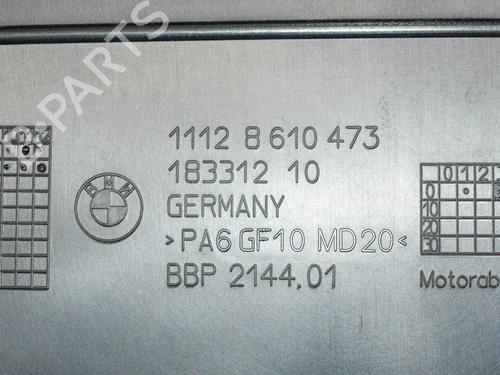 B PARTS
BMW
1112 8 610 473
183312 10
GERMANY
>PA6 GF10 MD20<
BBP 2144.01
0 1 2
0
10
20
30
Motorab